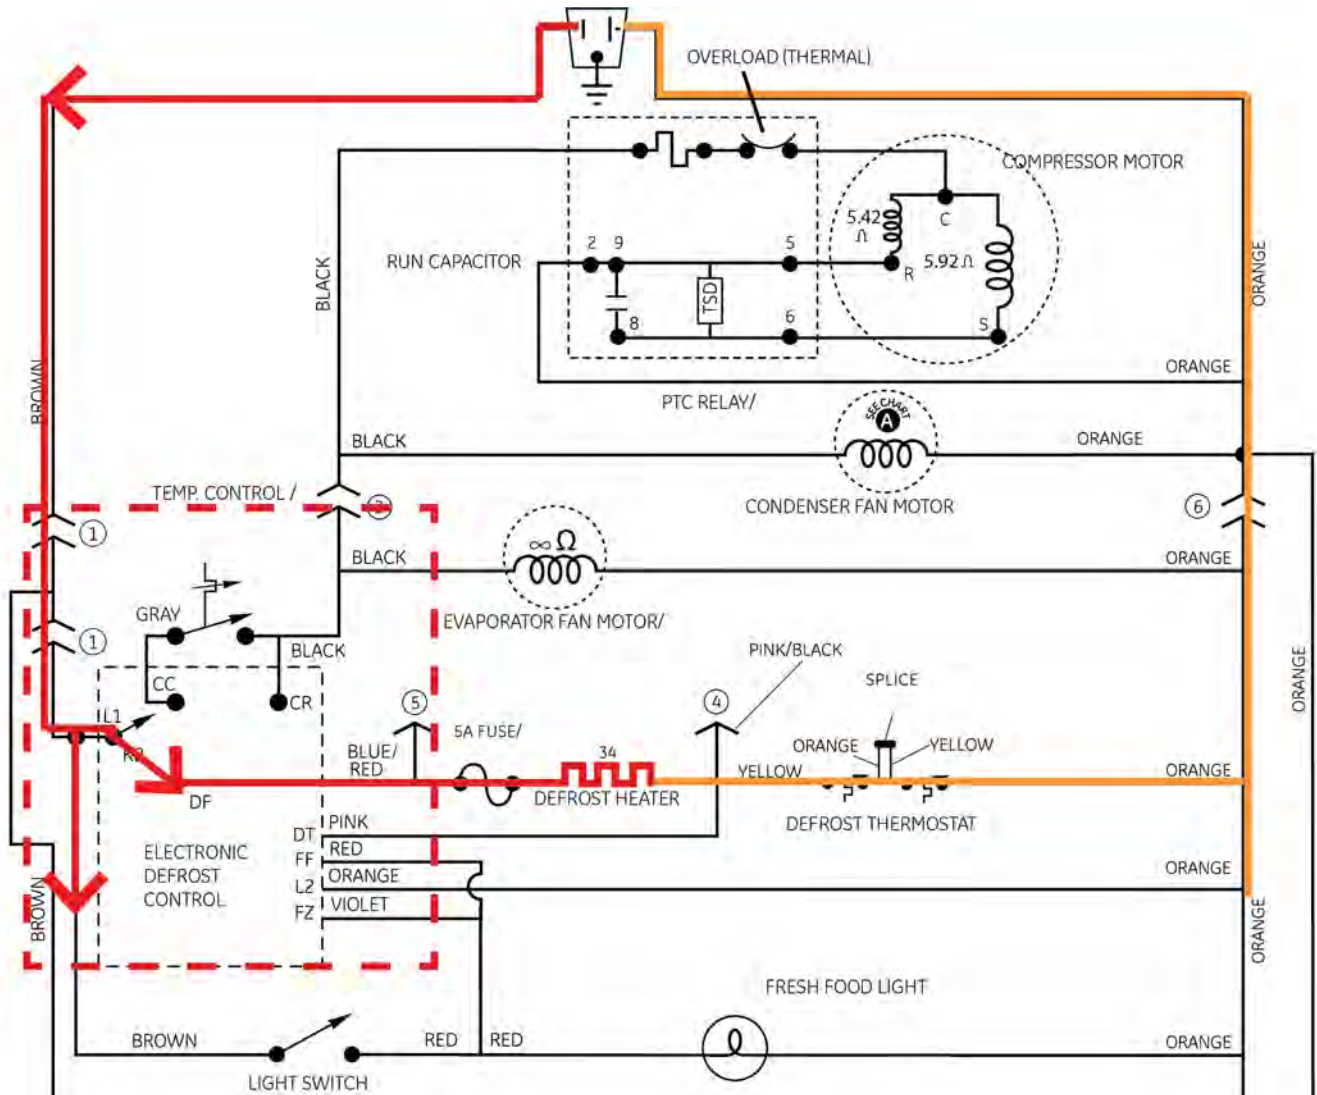 OVERLOAD (THERMAL)
COMPRESSOR MOTOR
5.42
Ω
C
BLACK
RUN CAPACITOR
2
9
5
R
5.92 Ω
ORANGE
TSD
8
6
S
BROWN
ORANGE
PTC RELAY/
SEE CHART
A
BLACK
ORANGE
TEMP. CONTROL /
CONDENSER FAN MOTOR
6
1
3
∞ Ω
BLACK
ORANGE
GRAY
EVAPORATOR FAN MOTOR/
1
BLACK
PINK/BLACK
CC
SPLICE
CR
5
4
ORANGE
L1
5A FUSE/
K2
BLUE/
RED
34
ORANGE
YELLOW
YELLOW
ORANGE
DF
DEFROST HEATER
DEFROST THERMOSTAT
DT
PINK
ELECTRONIC
DEFROST
CONTROL
FF
RED
L2
ORANGE
ORANGE
FZ
VIOLET
BROWN
ORANGE
FRESH FOOD LIGHT
BROWN
RED
RED
ORANGE
LIGHT SWITCH